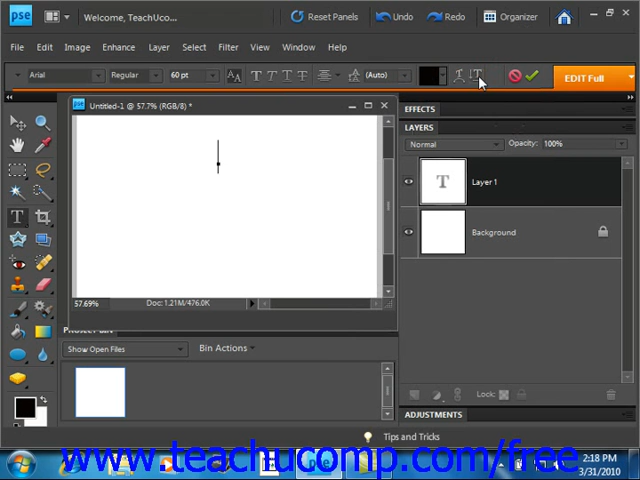 pse Welcome, TeachUco... Reset Panels Undo Redo Organizer
File Edit Image Enhance Layer Select Filter View Window Help
Arial Regular 60 pt (Auto) EDIT Full
Untitled-1 @ 57.7% (RGB/8) *
EFFECTS
LAYERS
Normal Opacity: 100%
Layer 1
Background
57.69% Doc:1.21M/476.0K
Show Open Files Bin Actions
Lock:
ADJUSTMENTS
Tips and Tricks
www.teachucomp.com/free
2:18 PM
3/31/2010